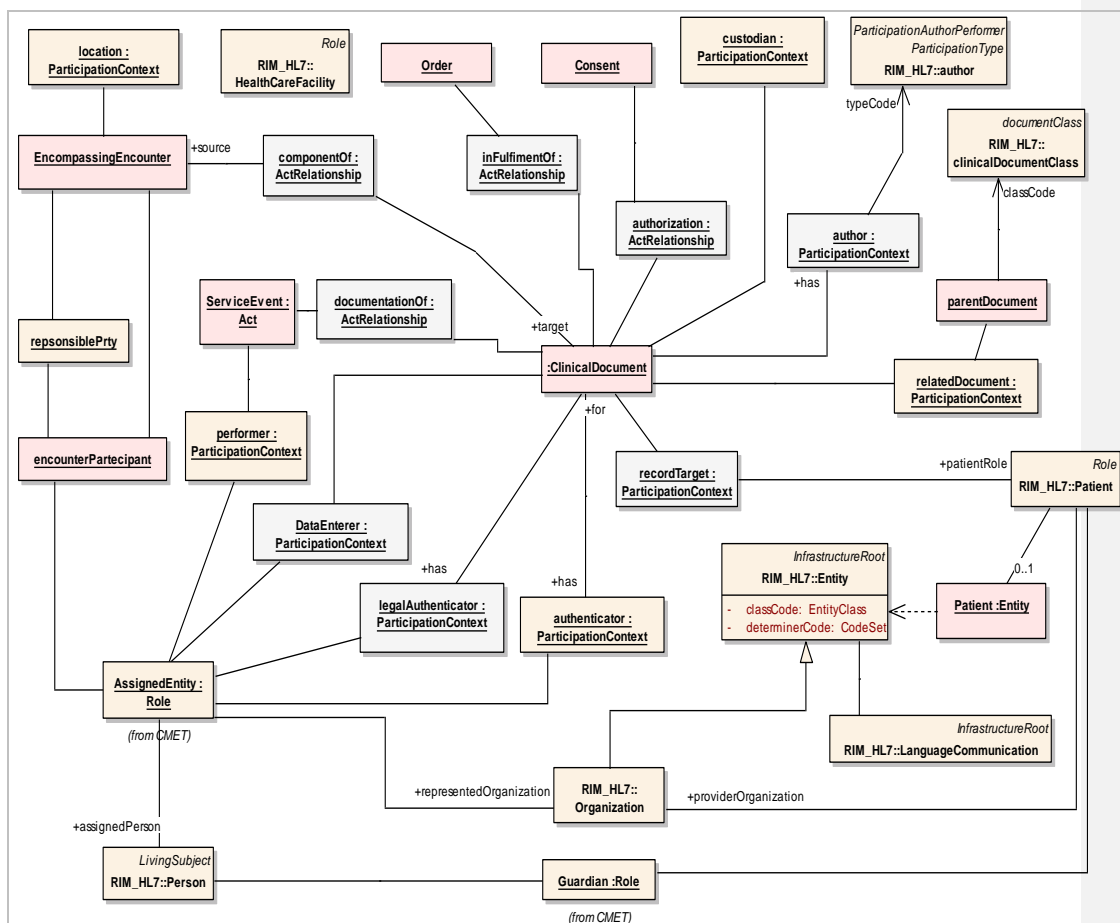 location :
ParticipationContext
Role
RIM_HL7::
HealthCareFacility
Order
Consent
custodian :
ParticipationContext
ParticipationAuthorPerformer
ParticipationType
RIM_HL7::author
typeCode
documentClass
RIM_HL7::
clinicalDocumentClass
classCode
EncompassingEncounter
+source
componentOf :
ActRelationship
inFulfimentOf :
ActRelationship
authorization :
ActRelationship
author :
ParticipationContext
+has
ServiceEvent :
Act
documentationOf :
ActRelationship
+target
parentDocument
repsonsiblePrty
:ClinicalDocument
relatedDocument :
ParticipationContext
+for
encounterPartecipant
performer :
ParticipationContext
recordTarget :
ParticipationContext
+patientRole
Role
RIM_HL7::Patient
DataEnterer :
ParticipationContext
InfrastructureRoot
RIM_HL7::Entity
- classCode: EntityClass
- determinerCode: CodeSet
0..1
Patient :Entity
+has
legalAuthenticator :
ParticipationContext
+has
authenticator :
ParticipationContext
AssignedEntity :
Role
(from CMET)
InfrastructureRoot
RIM_HL7::LanguageCommunication
+representedOrganization
RIM_HL7::
Organization
+providerOrganization
+assignedPerson
LivingSubject
RIM_HL7::Person
Guardian :Role
(from CMET)